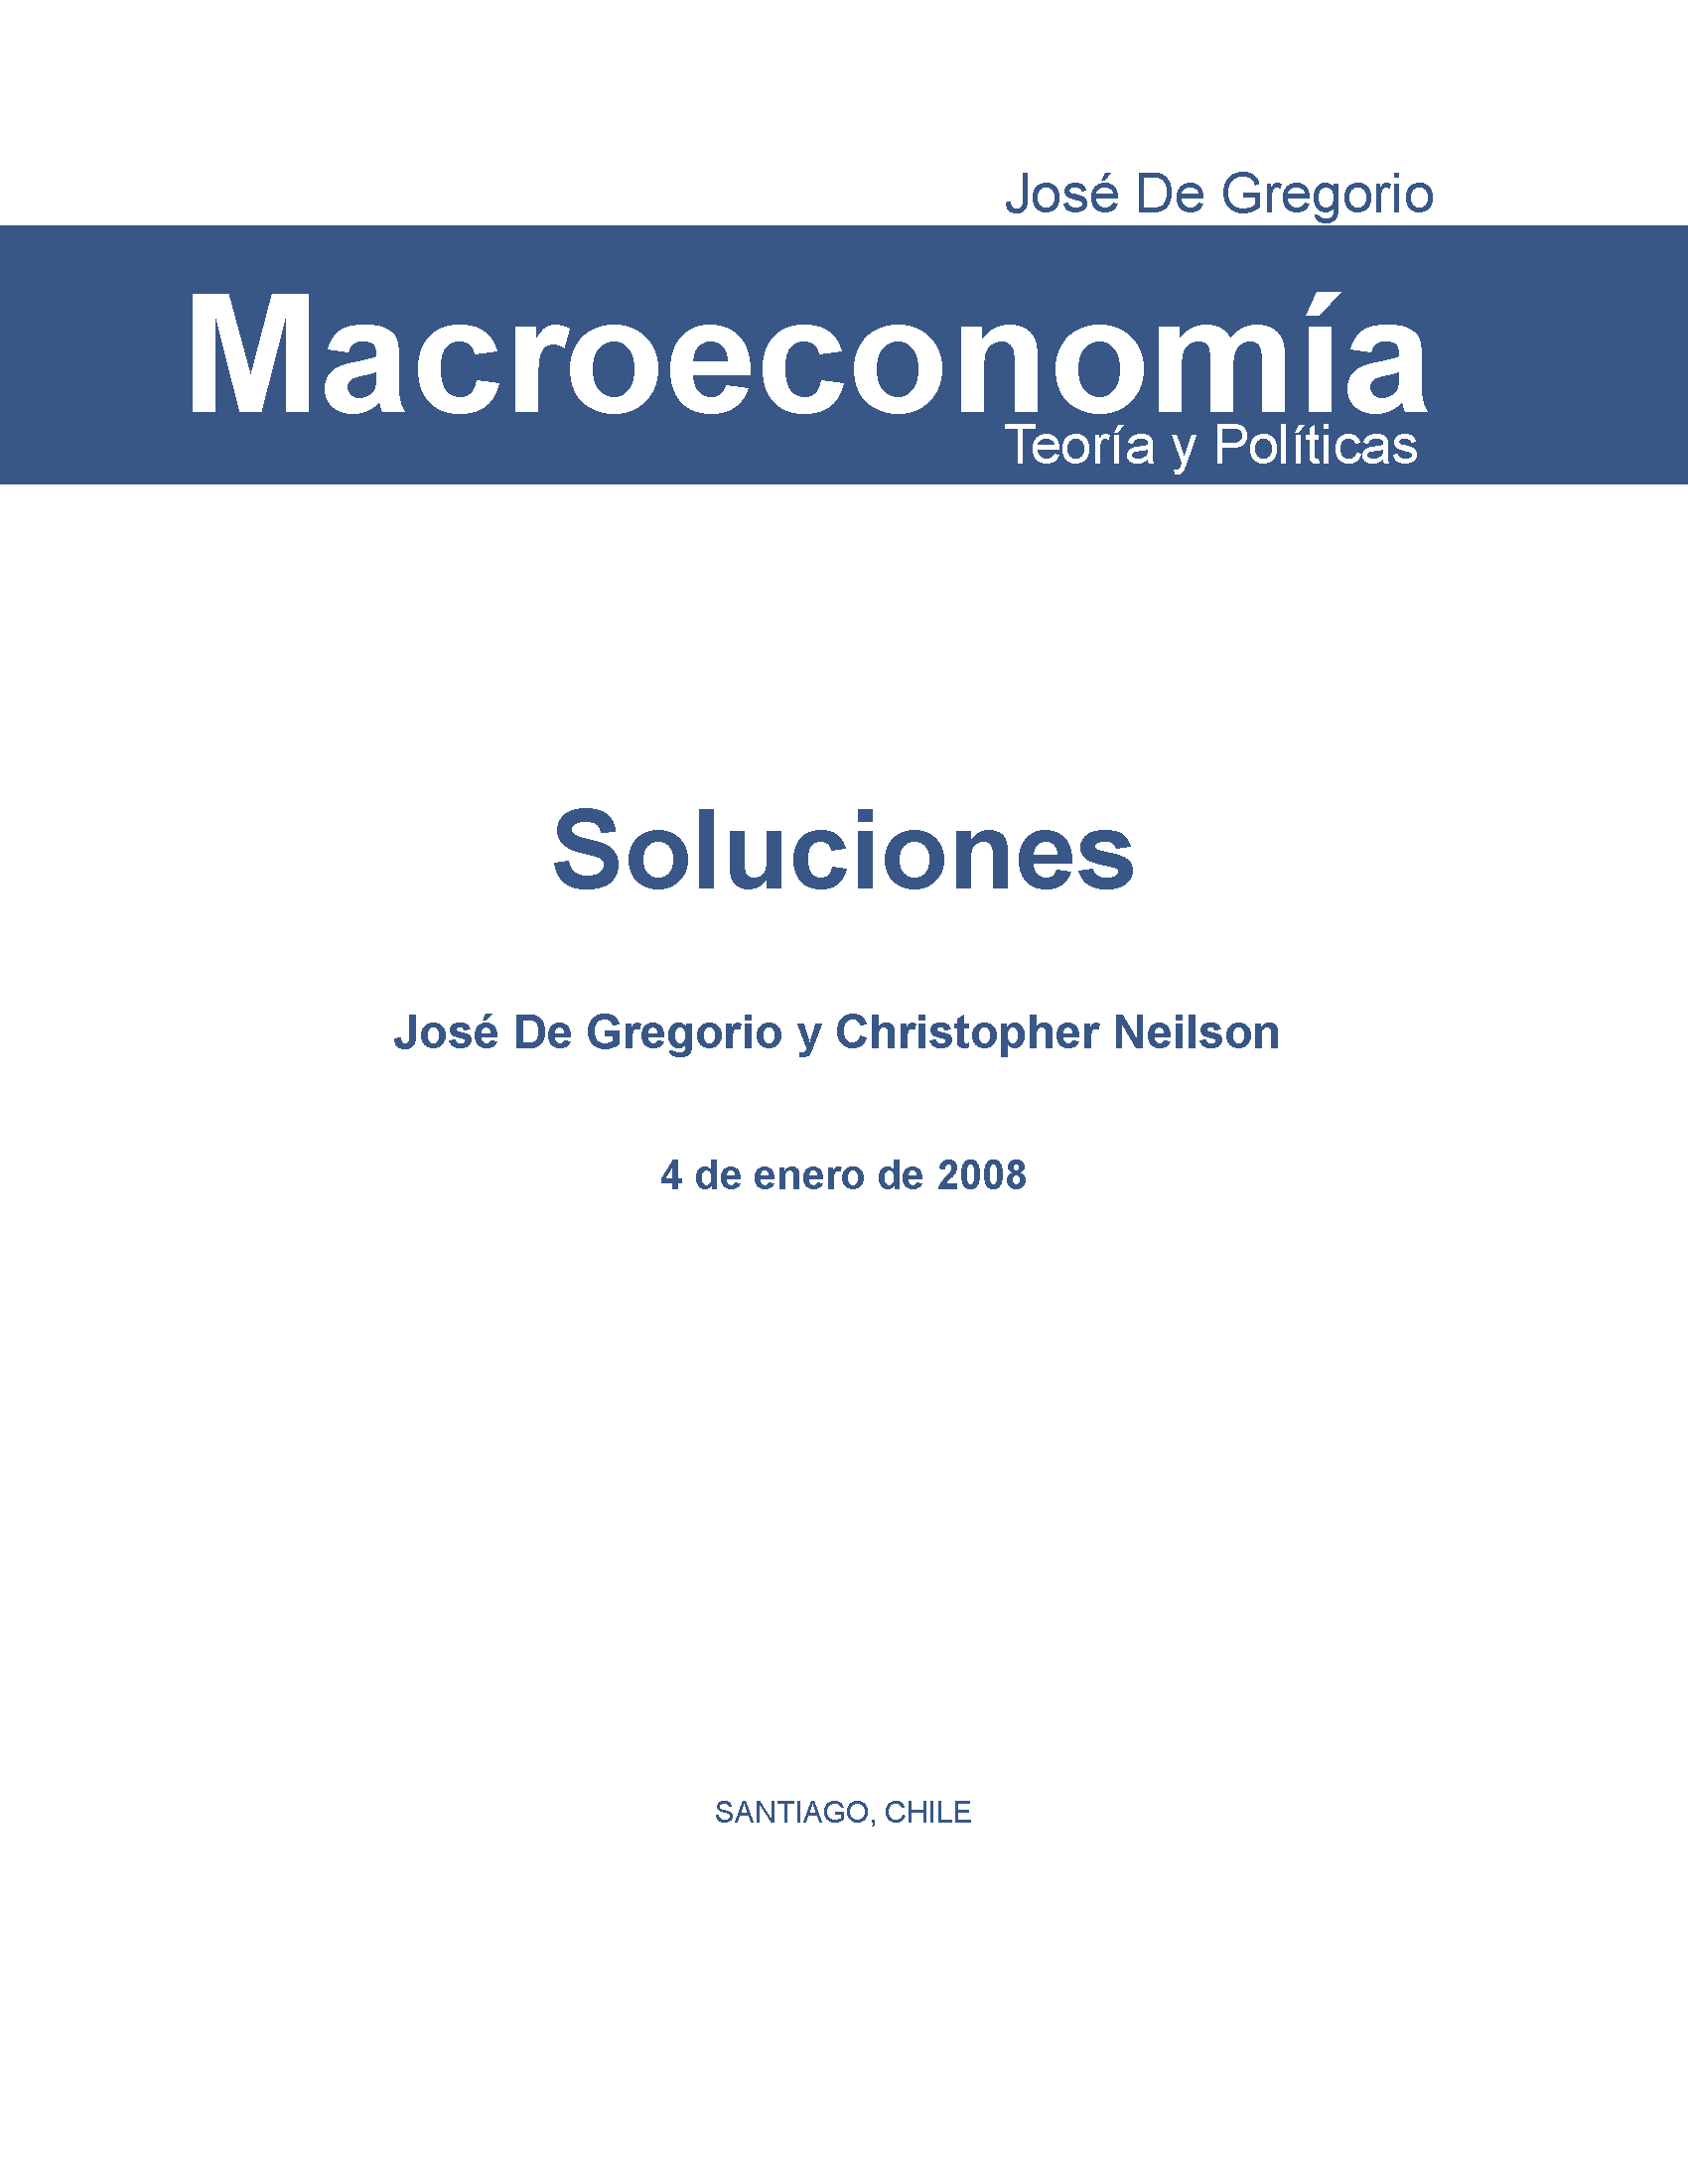 José De Gregorio
Macroeconomía
Teoría y Políticas
Soluciones
José De Gregorio y Christopher Neilson
4 de enero de 2008
SANTIAGO, CHILE